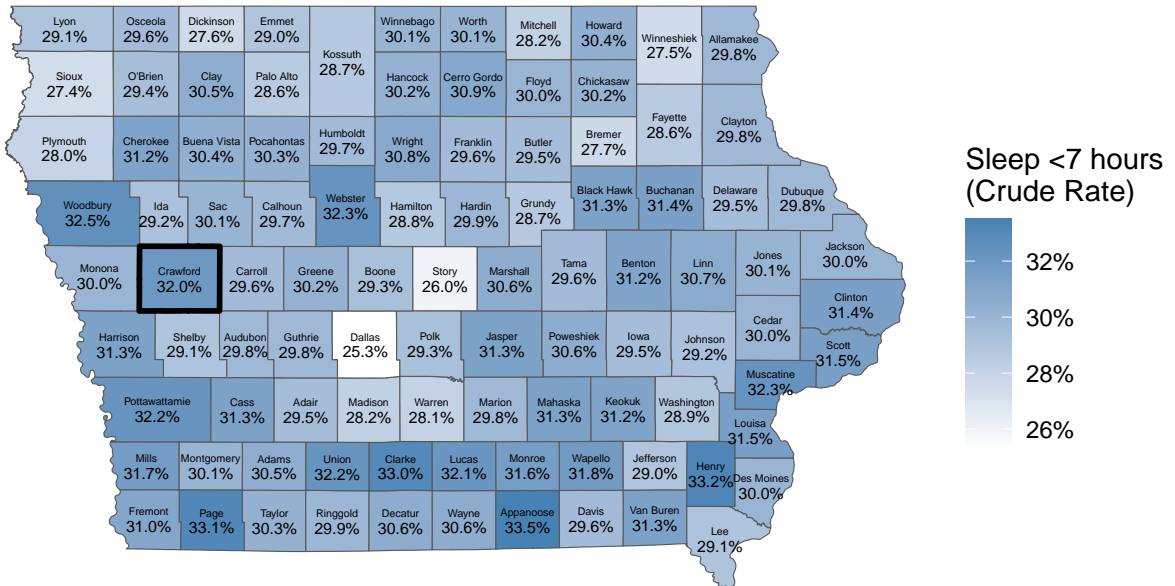 Lyon
29.1%
Osceola
29.6%
Dickinson
27.6%
Emmet
29.0%
Kossuth
28.7%
Winnebago
30.1%
Worth
30.1%
Mitchell
28.2%
Howard
30.4%
Winneshiek
27.5%
Allamakee
29.8%
Sioux
27.4%
O'Brien
29.4%
Clay
30.5%
Palo Alto
28.6%
Hancock
30.2%
Cerro Gordo
30.9%
Floyd
30.0%
Chickasaw
30.2%
Fayette
28.6%
Clayton
29.8%
Plymouth
28.0%
Cherokee
31.2%
Buena Vista
30.4%
Pocahontas
30.3%
Humboldt
29.7%
Wright
30.8%
Franklin
29.6%
Butler
29.5%
Bremer
27.7%
Woodbury
32.5%
Ida
29.2%
Sac
30.1%
Calhoun
29.7%
Webster
32.3%
Hamilton
28.8%
Hardin
29.9%
Grundy
28.7%
Black Hawk
31.3%
Buchanan
31.4%
Delaware
29.5%
Dubuque
29.8%
Monona
30.0%
Crawford
32.0%
Carroll
29.6%
Greene
30.2%
Boone
29.3%
Story
26.0%
Marshall
30.6%
Tama
29.6%
Benton
31.2%
Linn
30.7%
Jones
30.1%
Jackson
30.0%
Clinton
31.4%
Harrison
31.3%
Shelby
29.1%
Audubon
29.8%
Guthrie
29.8%
Dallas
25.3%
Polk
29.3%
Jasper
31.3%
Poweshiek
30.6%
Iowa
29.5%
Johnson
29.2%
Cedar
30.0%
Scott
31.5%
Muscatine
32.3%
Pottawattamie
32.2%
Cass
31.3%
Adair
29.5%
Madison
28.2%
Warren
28.1%
Marion
29.8%
Mahaska
31.3%
Keokuk
31.2%
Washington
28.9%
Louisa
31.5%
Mills
31.7%
Montgomery
30.1%
Adams
30.5%
Union
32.2%
Clarke
33.0%
Lucas
32.1%
Monroe
31.6%
Wapello
31.8%
Jefferson
29.0%
Henry
33.2%
Des Moines
30.0%
Fremont
31.0%
Page
33.1%
Taylor
30.3%
Ringgold
29.9%
Decatur
30.6%
Wayne
30.6%
Appanoose
33.5%
Davis
29.6%
Van Buren
31.3%
Lee
29.1%
Sleep <7 hours
(Crude Rate)
32%
30%
28%
26%